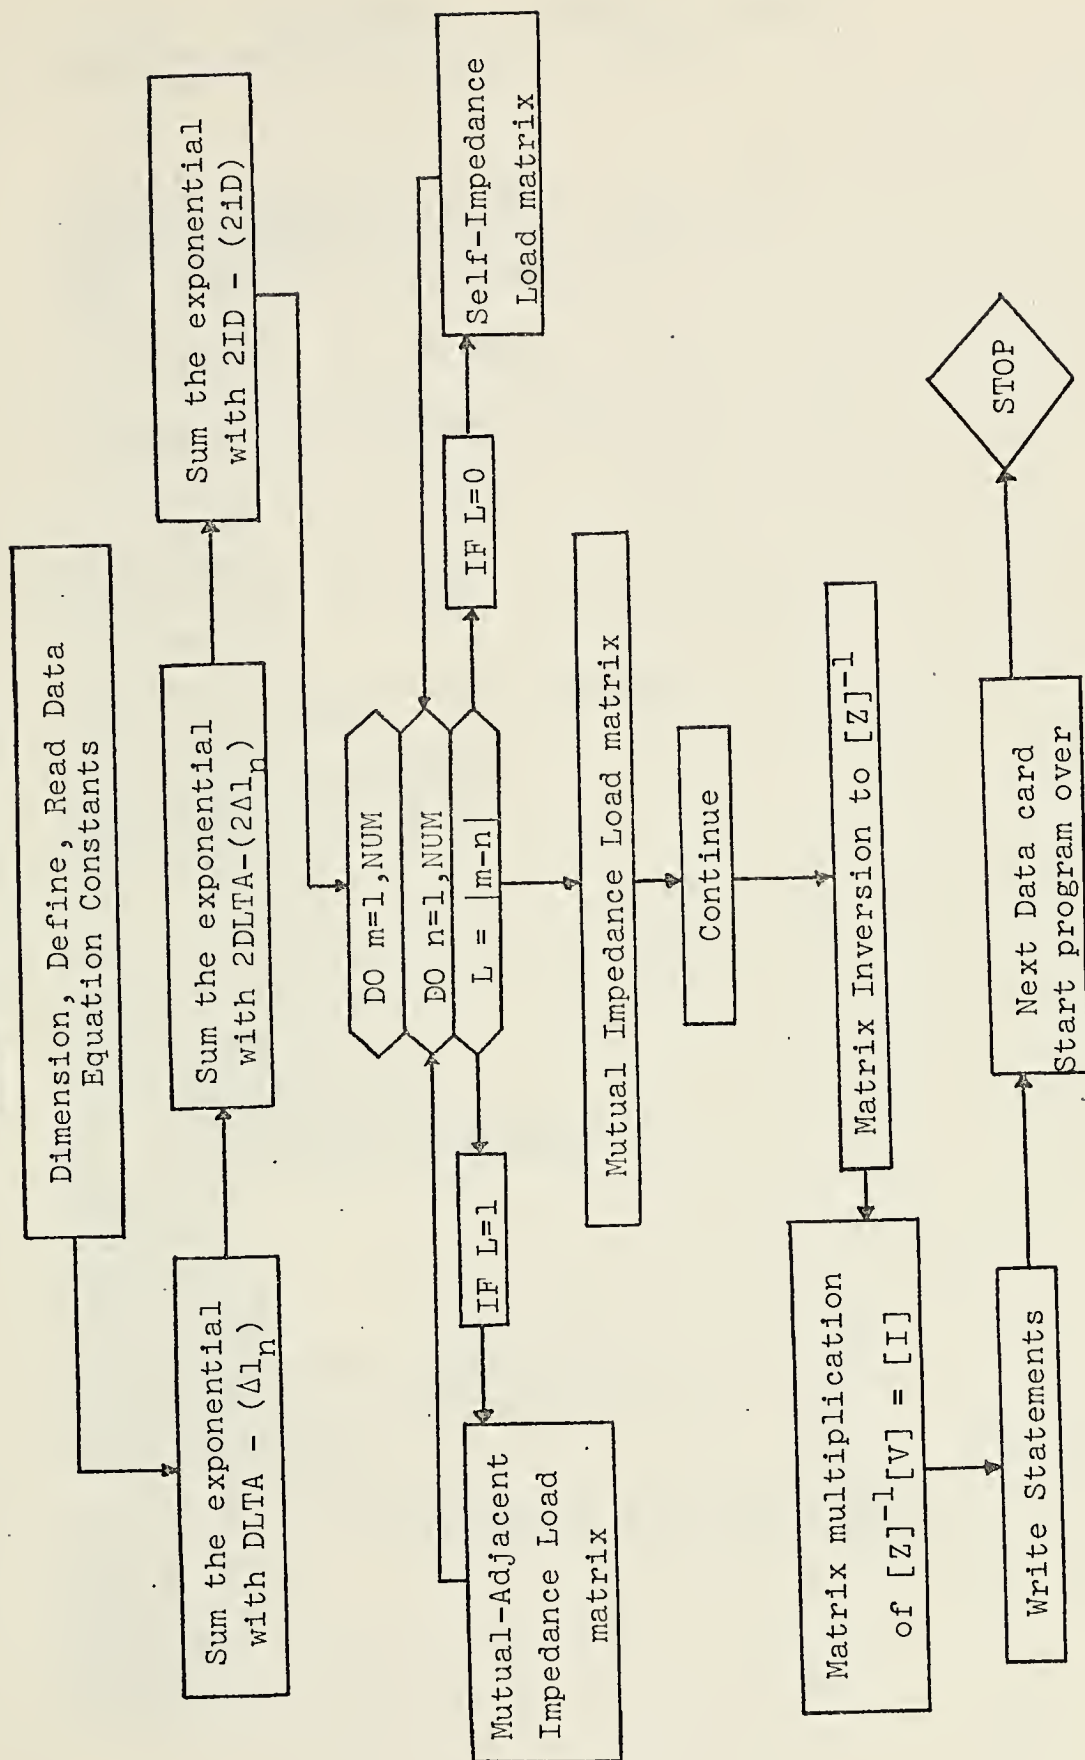 Dimension, Define, Read Data
Equation Constants
Sum the exponential
with DLTA - (Δl_n)
Sum the exponential
with 2DLTA-(2Δl_n)
Sum the exponential
with 2ID - (2iD)
DO m=1,NUM
DO n=1,NUM
L = |m-n|
IF L=1
IF L=0
Mutual-Adjacent
Impedance Load
matrix
Self-Impedance
Load matrix
Mutual Impedance Load matrix
Continue
Matrix Inversion to [Z]⁻¹
Matrix multiplication
of [Z]⁻¹[V] = [I]
Write Statements
Next Data card
Start program over
STOP